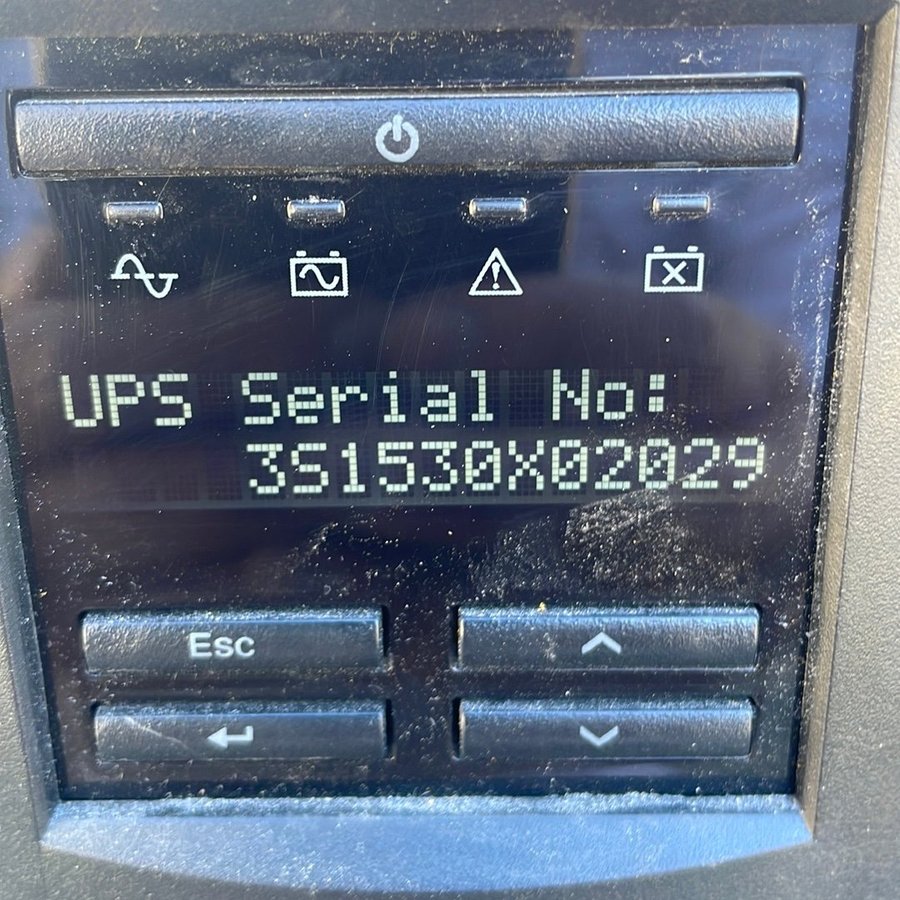 UPS Serial No:
3S1530X02029
Esc